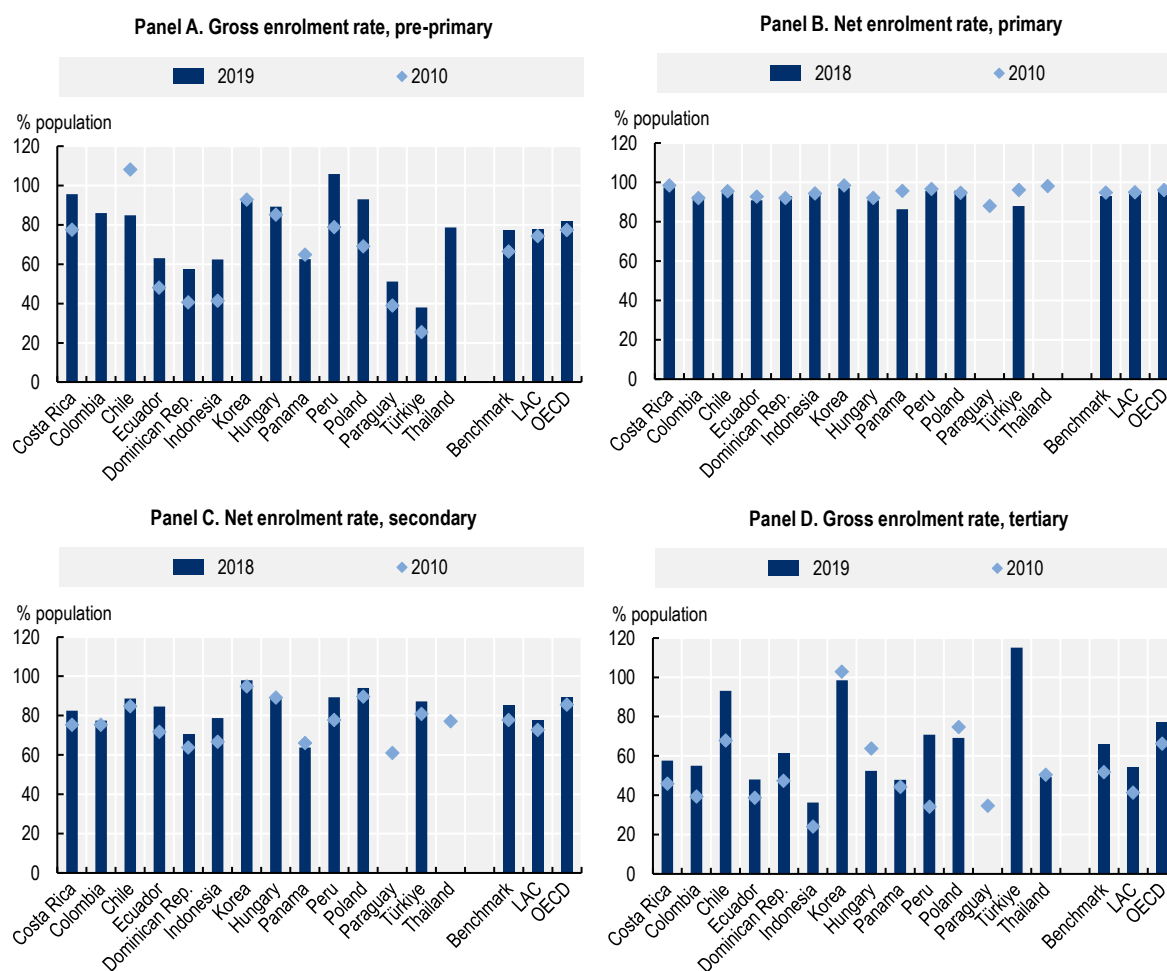 Panel A. Gross enrolment rate, pre-primary
2019
2010
% population
120
100
80
60
40
20
0
Costa Rica
Colombia
Chile
Ecuador
Dominican Rep.
Indonesia
Korea
Hungary
Panama
Peru
Poland
Paraguay
Türkiye
Thailand
Benchmark
LAC
OECD
Panel B. Net enrolment rate, primary
2018
2010
% population
120
100
80
60
40
20
0
Costa Rica
Colombia
Chile
Ecuador
Dominican Rep.
Indonesia
Korea
Hungary
Panama
Peru
Poland
Paraguay
Türkiye
Thailand
Benchmark
LAC
OECD
Panel C. Net enrolment rate, secondary
2018
2010
% population
120
100
80
60
40
20
0
Costa Rica
Colombia
Chile
Ecuador
Dominican Rep.
Indonesia
Korea
Hungary
Panama
Peru
Poland
Paraguay
Türkiye
Thailand
Benchmark
LAC
OECD
Panel D. Gross enrolment rate, tertiary
2019
2010
% population
120
100
80
60
40
20
0
Costa Rica
Colombia
Chile
Ecuador
Dominican Rep.
Indonesia
Korea
Hungary
Panama
Peru
Poland
Paraguay
Türkiye
Thailand
Benchmark
LAC
OECD